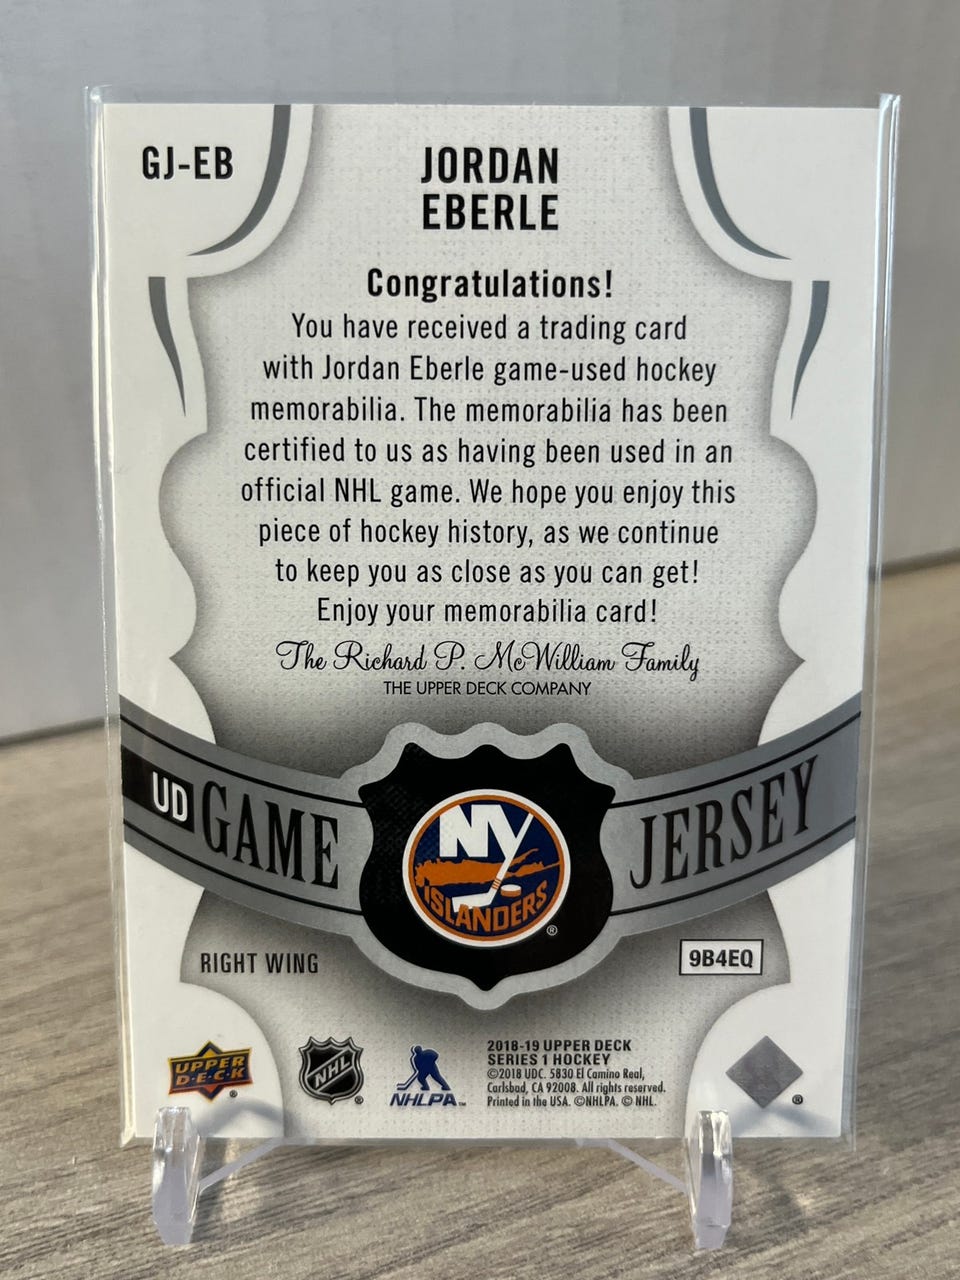 GJ-EB
JORDAN
EBERLE
Congratulations!
You have received a trading card
with Jordan Eberle game-used hockey
memorabilia. The memorabilia has been
certified to us as having been used in an
official NHL game. We hope you enjoy this
piece of hockey history, as we continue
to keep you as close as you can get!
Enjoy your memorabilia card!
The Richard P. McWilliam Family
THE UPPER DECK COMPANY
UD GAME JERSEY
NY
ISLANDERS
®
RIGHT WING
9B4EQ
UPPER
D·E·C·K
®
NHL
®
NHLPA™
2018-19 UPPER DECK
SERIES 1 HOCKEY
©2018 UDC. 5830 El Camino Real,
Carlsbad, CA 92008. All rights reserved.
Printed in the USA. ©NHLPA. © NHL.
®